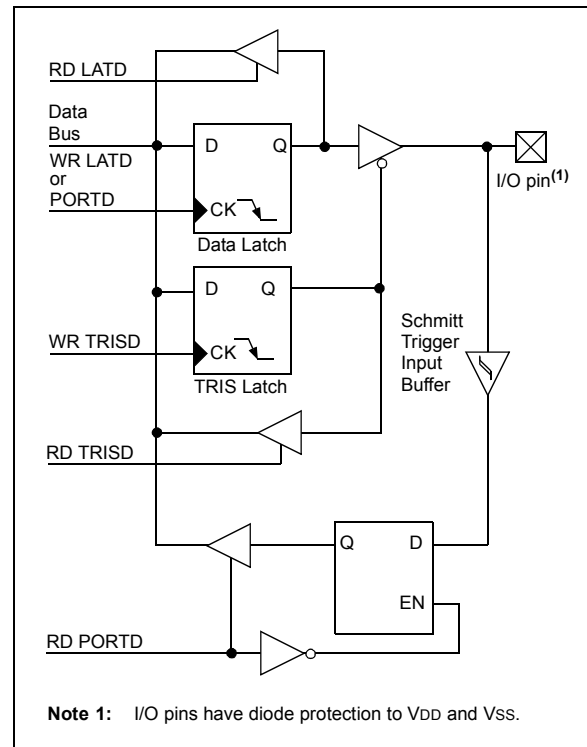 RD LATD
Data
Bus
D Q
WR LATD
or
PORTD
CK
Data Latch
I/O pin(1)
D Q
WR TRISD
CK
TRIS Latch
Schmitt
Trigger
Input
Buffer
RD TRISD
Q D
EN
RD PORTD
Note 1: I/O pins have diode protection to VDD and VSS.